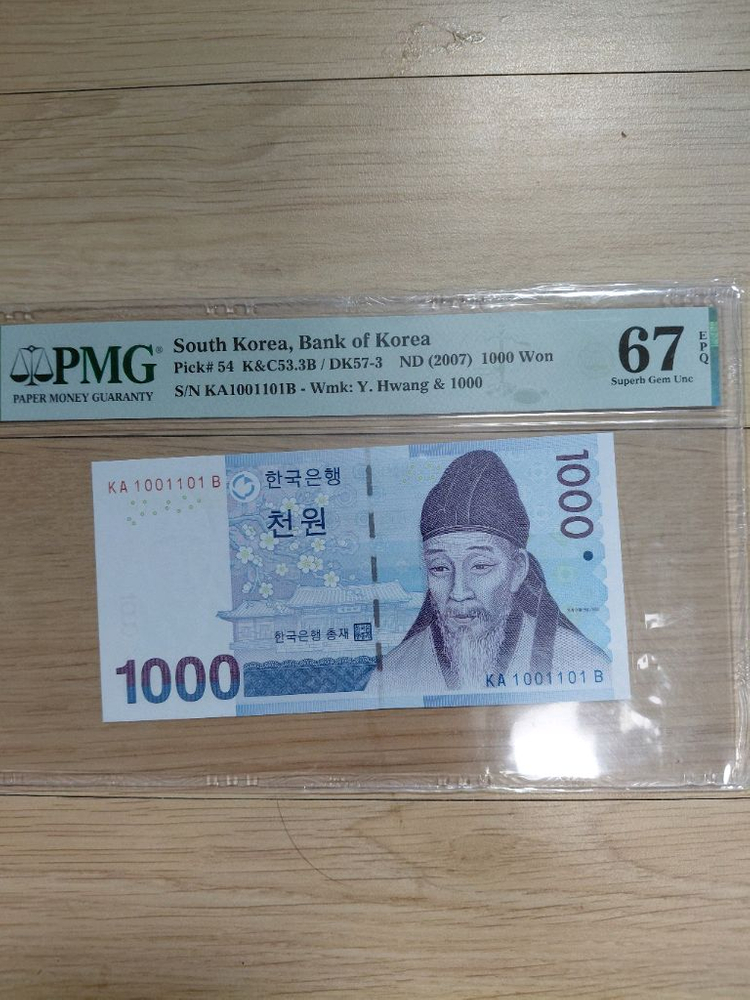 PMG®
PAPER MONEY GUARANTY
South Korea, Bank of Korea
Pick# 54 K&C53.3B / DK57-3 ND (2007) 1000 Won
S/N KA1001101B - Wmk: Y. Hwang & 1000
67
EPQ
Superb Gem Unc
KA 1001101 B
한국은행
천원
1000
한국은행 총재
1000
KA 1001101 B